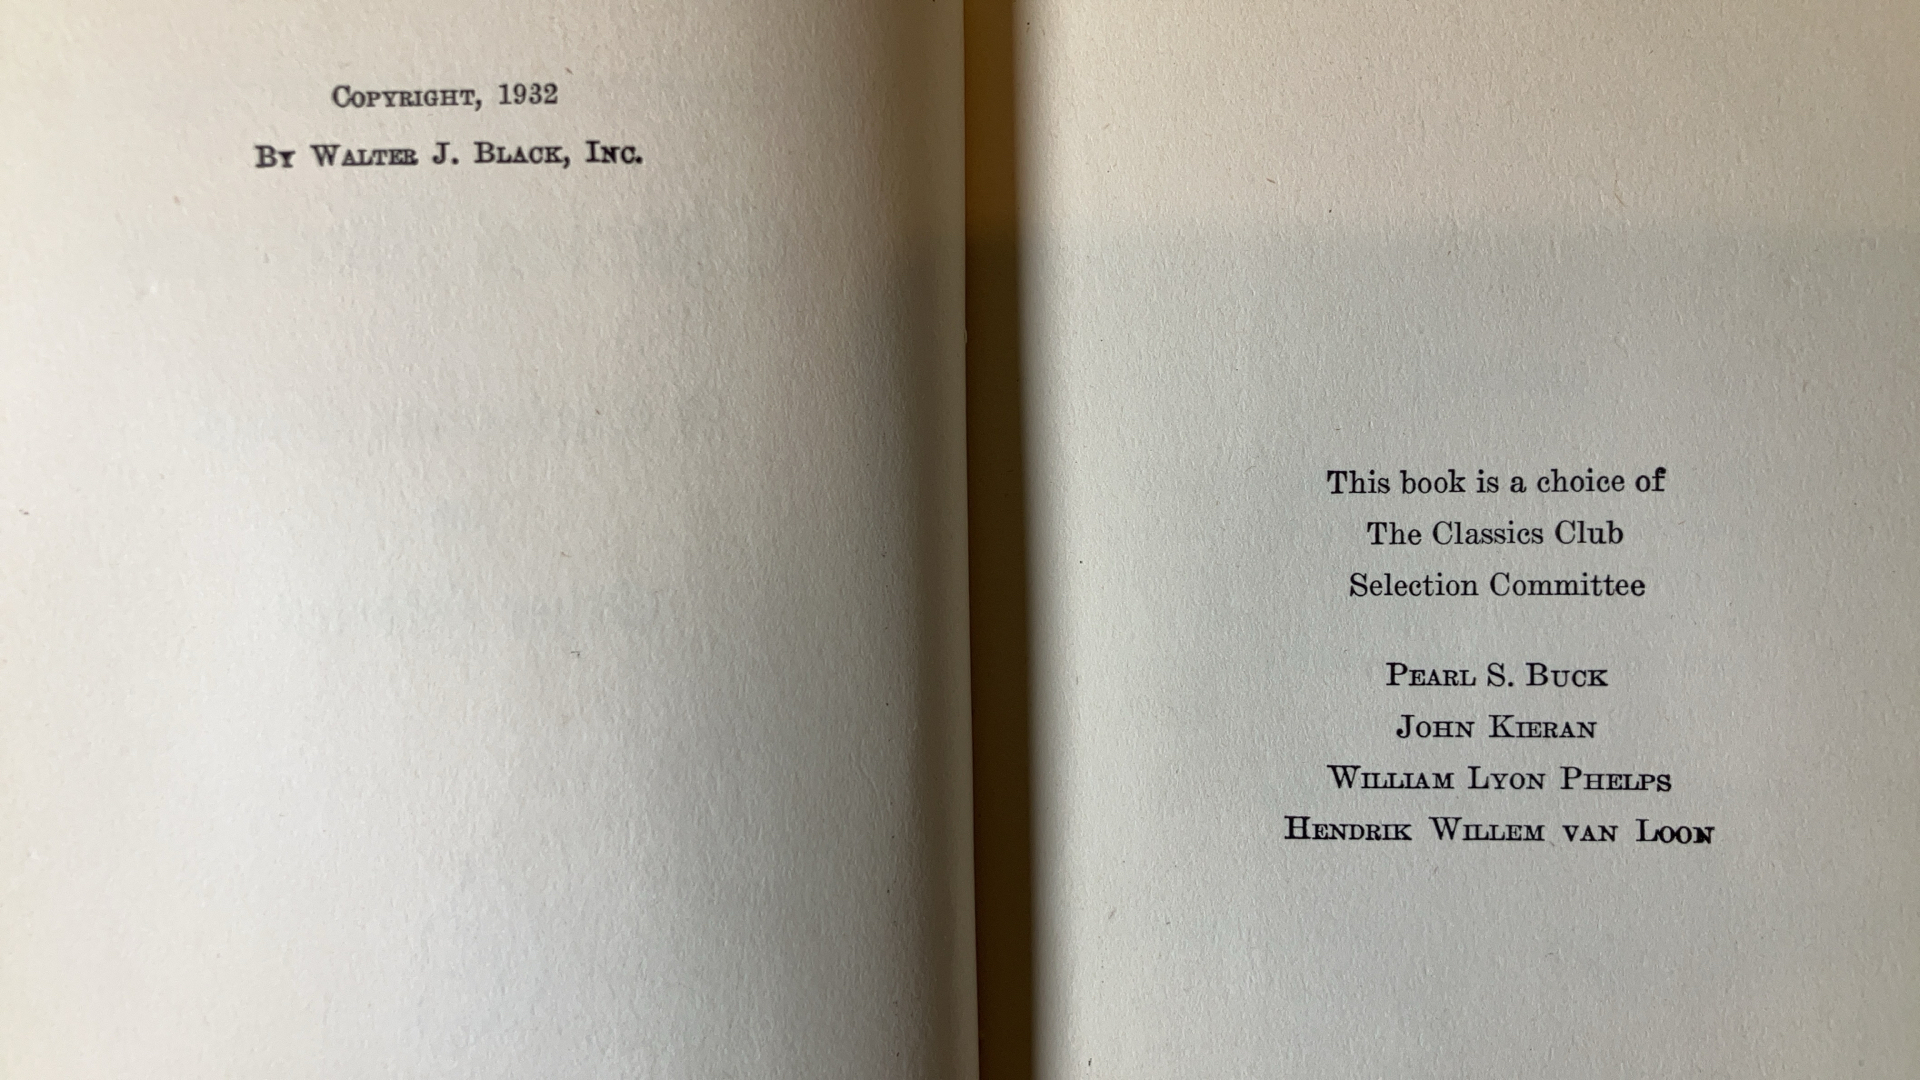 Copyright, 1932
By Walter J. Black, Inc.
This book is a choice of
The Classics Club
Selection Committee
Pearl S. Buck
John Kieran
William Lyon Phelps
Hendrik Willem van Loon